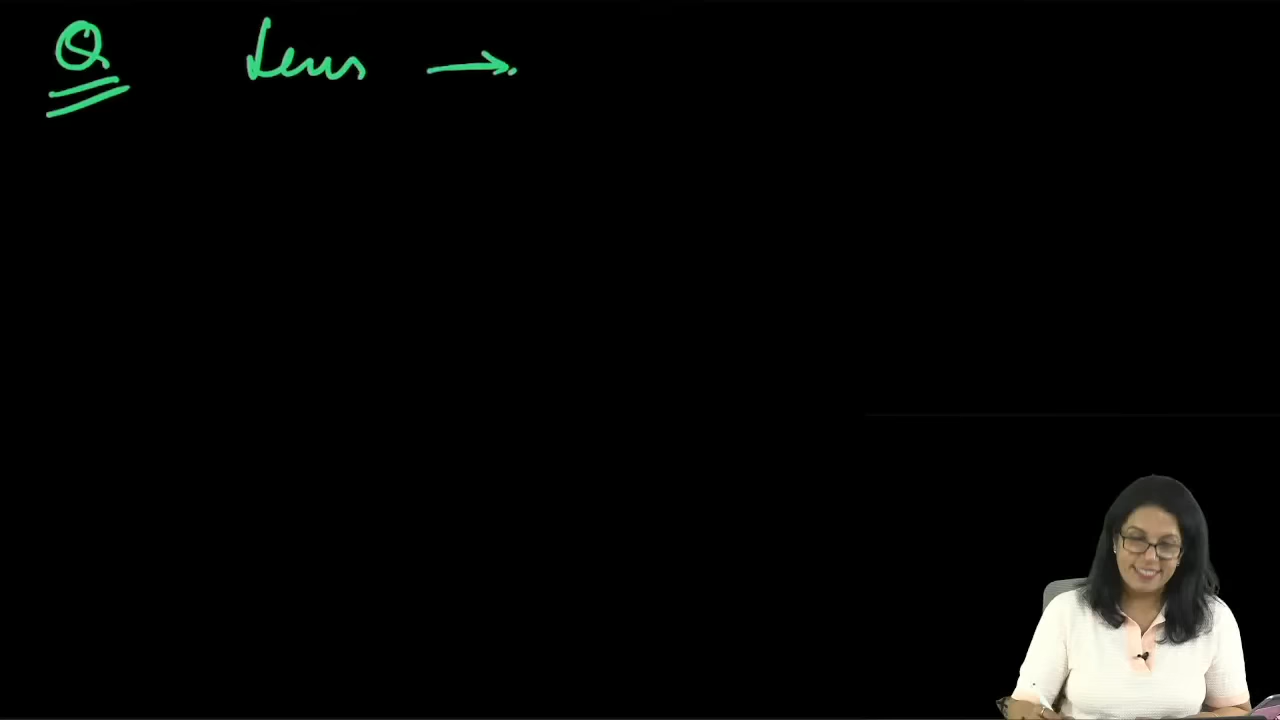 Q Lens →